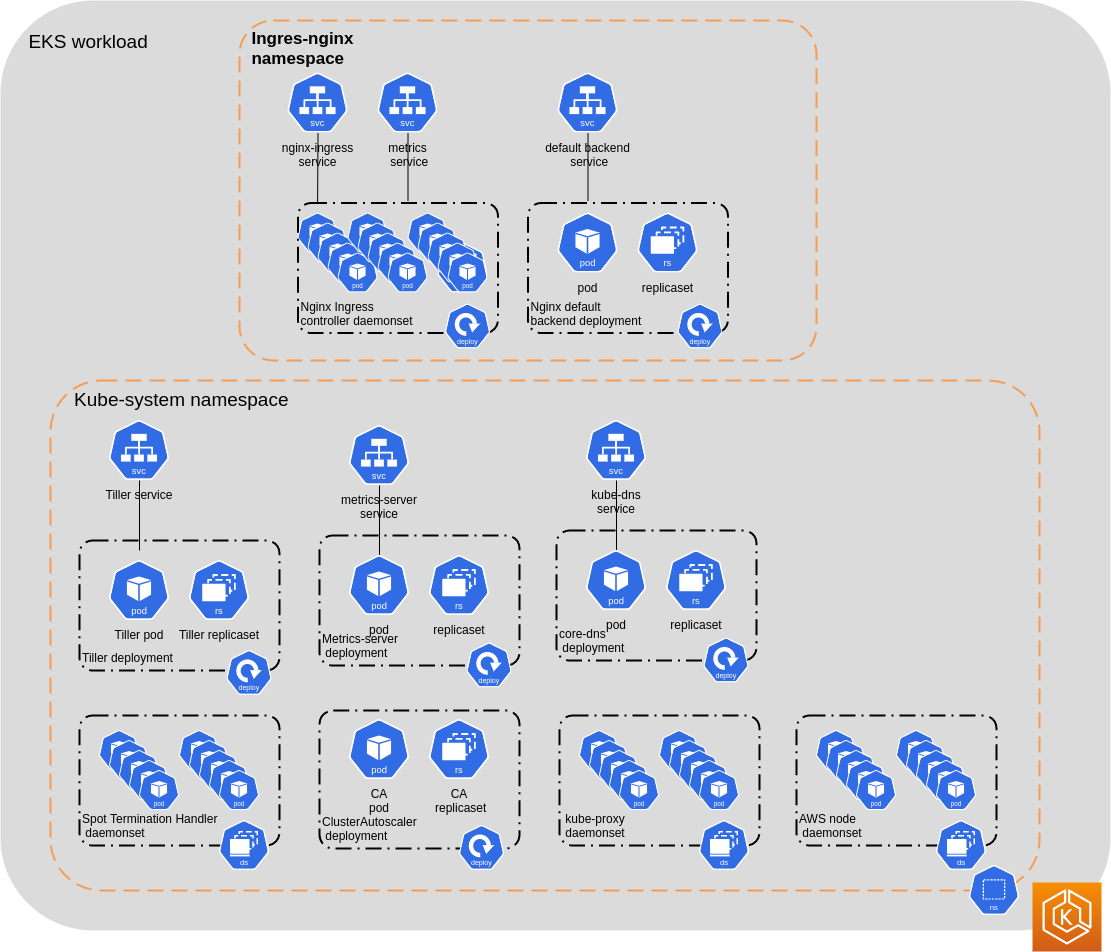 EKS workload
Ingres-nginx
namespace
svc
svc
svc
nginx-ingress
service
metrics
service
default backend
service
pod
pod
pod
pod
rs
pod
replicaset
Nginx Ingress
controller daemonset
deploy
Nginx default
backend deployment
deploy
Kube-system namespace
svc
svc
svc
Tiller service
metrics-server
service
kube-dns
service
pod
rs
Tiller pod
Tiller replicaset
Tiller deployment
deploy
pod
rs
pod
replicaset
Metrics-server
deployment
deploy
pod
rs
pod
replicaset
core-dns
deployment
deploy
pod
pod
Spot Termination Handler
daemonset
ds
pod
rs
CA
pod
CA
replicaset
ClusterAutoscaler
deployment
deploy
pod
pod
kube-proxy
daemonset
ds
pod
pod
AWS node
daemonset
ds
ns
K